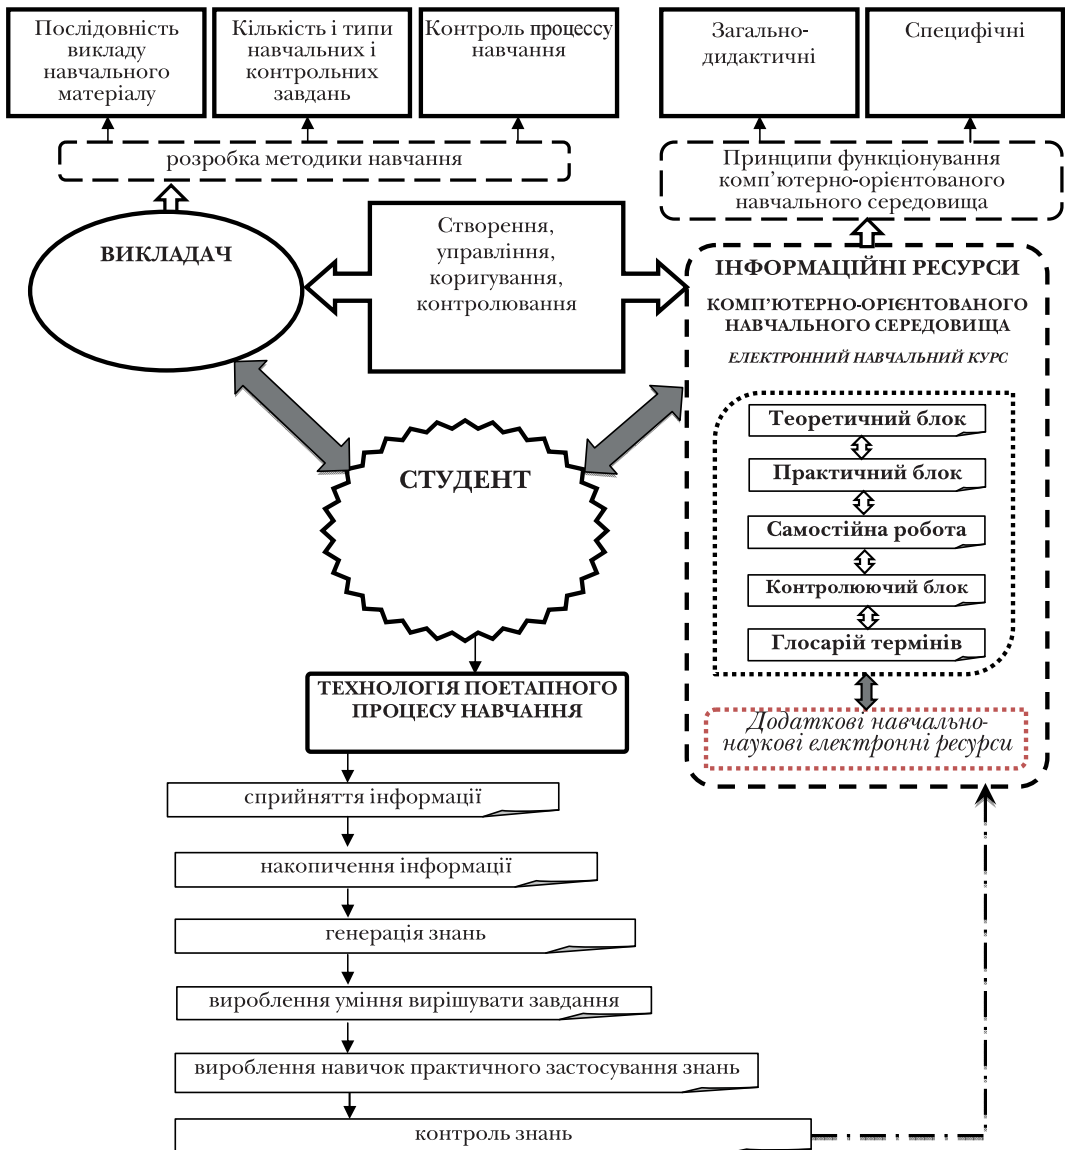 Послідовність
викладу
навчального
матеріалу
Кількість і типи
навчальних і
контрольних
завдань
Контроль процессу
навчання
Загально-
дидактичні
Специфічні
розробка методики навчання
Принципи функціонування
комп’ютерно-орієнтованого
навчального середовища
ВИКЛАДАЧ
Створення,
управління,
коригування,
контролювання
ІНФОРМАЦІЙНІ РЕСУРСИ
КОМП’ЮТЕРНО-ОРІЄНТОВАНОГО
НАВЧАЛЬНОГО СЕРЕДОВИЩА
ЕЛЕКТРОННИЙ НАВЧАЛЬНИЙ КУРС
Теоретичний блок
Практичний блок
Самостійна робота
Контролюючий блок
Глосарій термінів
Додаткові навчально-
наукові електронні ресурси
СТУДЕНТ
ТЕХНОЛОГІЯ ПОЕТАПНОГО
ПРОЦЕСУ НАВЧАННЯ
сприйняття інформації
накопичення інформації
генерація знань
вироблення уміння вирішувати завдання
вироблення навичок практичного застосування знань
контроль знань